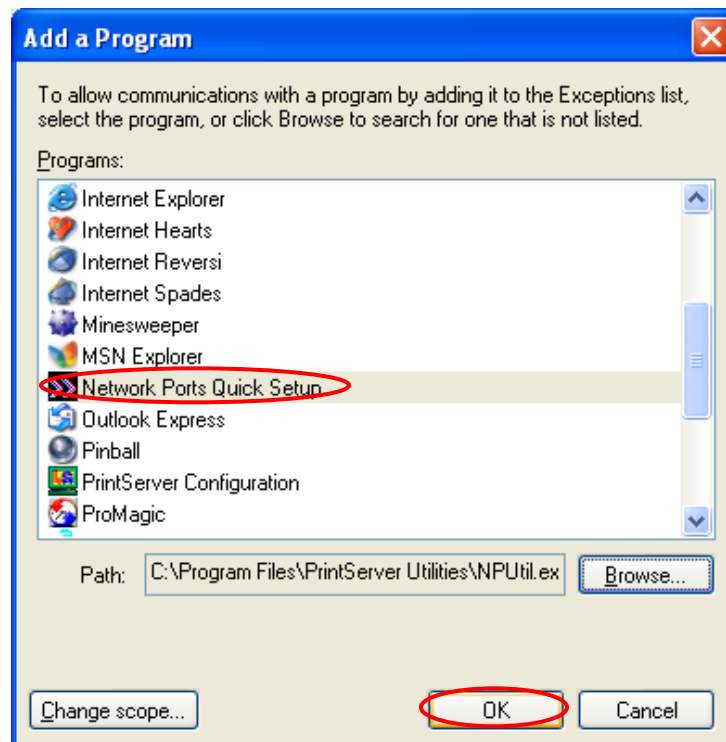 Add a Program
To allow communications with a program by adding it to the Exceptions list,
select the program, or click Browse to search for one that is not listed.
Programs:
Internet Explorer
Internet Hearts
Internet Reversi
Internet Spades
Minesweeper
MSN Explorer
Network Ports Quick Setup
Outlook Express
Pinball
PrintServer Configuration
ProMagic
Path: C:\Program Files\PrintServer Utilities\NPUtil.ex Browse...
Change scope... OK Cancel